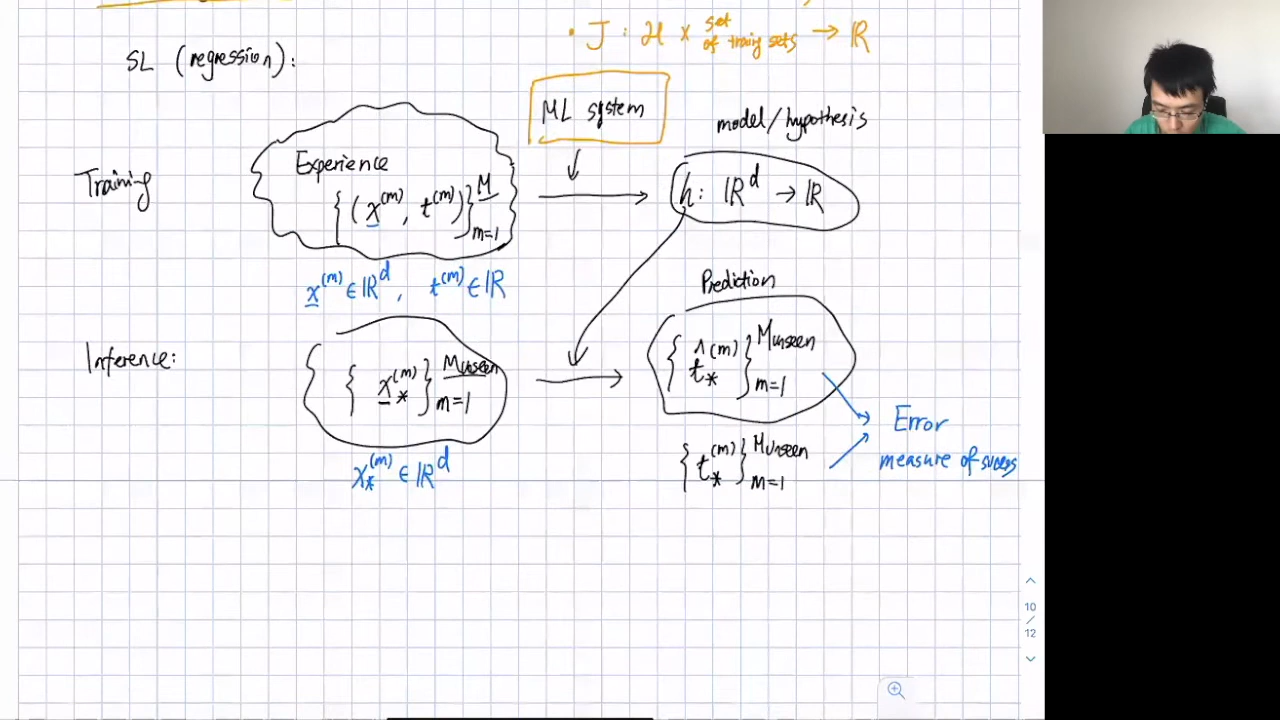 • J : ℋ × set of traing sets → ℝ
SL (regression):
ML system
model/hypothesis
Training
Experience
{(x^(m), t^(m))}_{m=1}^M
h: ℝ^d → ℝ
x^(m) ∈ ℝ^d, t^(m) ∈ ℝ
Prediction
Inference:
{x_*^(m)}_{m=1}^{Munseen}
{t̂_*^(m)}_{m=1}^{Munseen}
Error
measure of success
{t_*^(m)}_{m=1}^{Munseen}
x_*^(m) ∈ ℝ^d
10
/
12